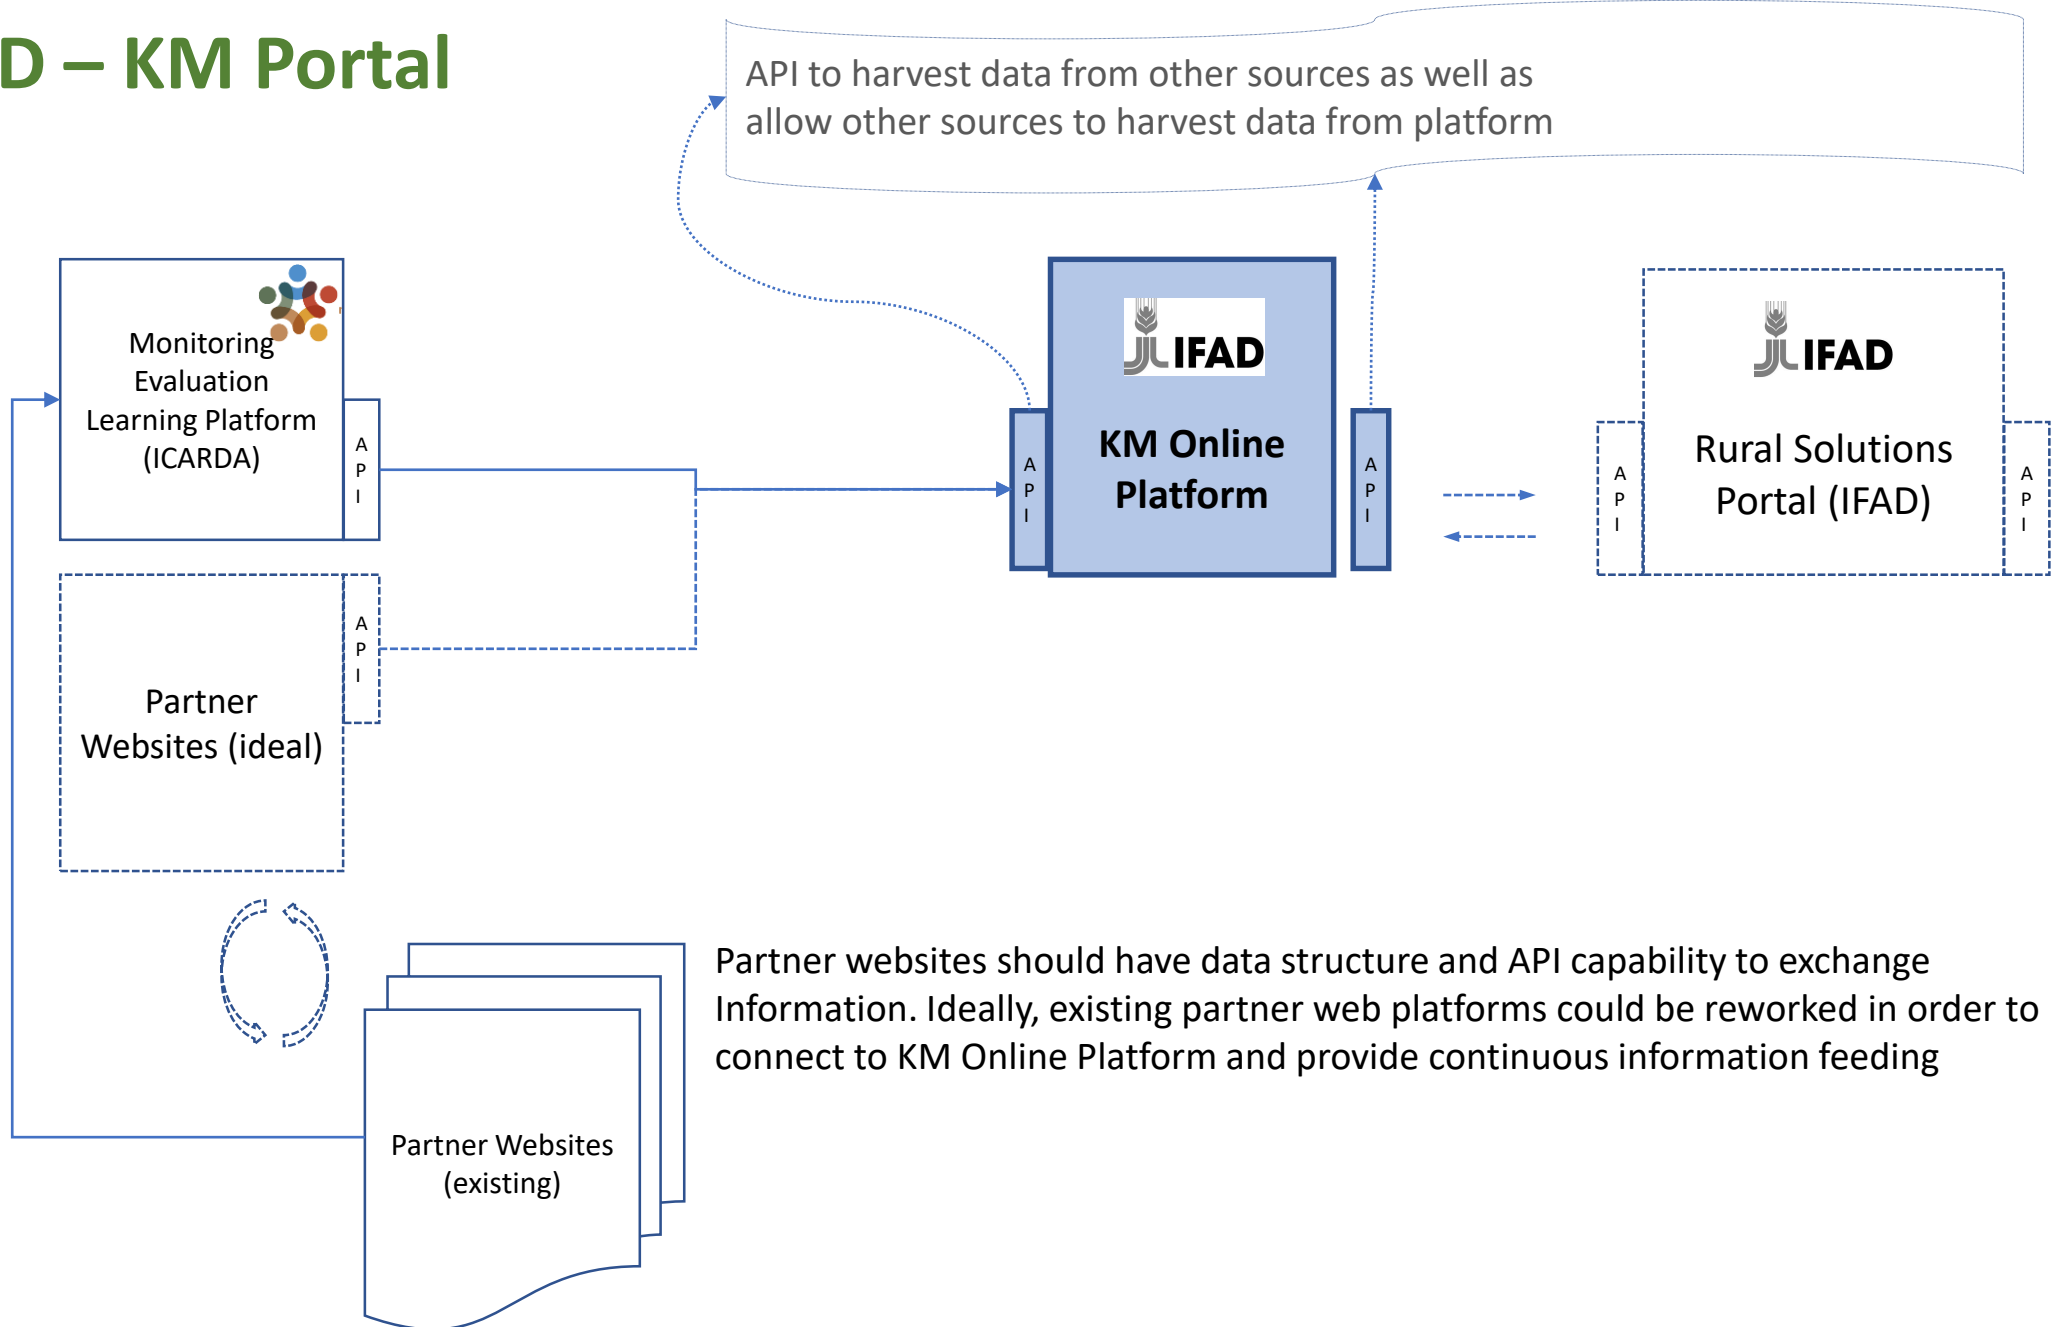 D – KM Portal
API to harvest data from other sources as well as
allow other sources to harvest data from platform
Monitoring
Evaluation
Learning Platform
(ICARDA)
A
P
I
A
P
I
IFAD
KM Online
Platform
A
P
I
A
P
I
IFAD
Rural Solutions
Portal (IFAD)
A
P
I
A
P
I
Partner
Websites (ideal)
Partner websites should have data structure and API capability to exchange
Information. Ideally, existing partner web platforms could be reworked in order to
connect to KM Online Platform and provide continuous information feeding
Partner Websites
(existing)